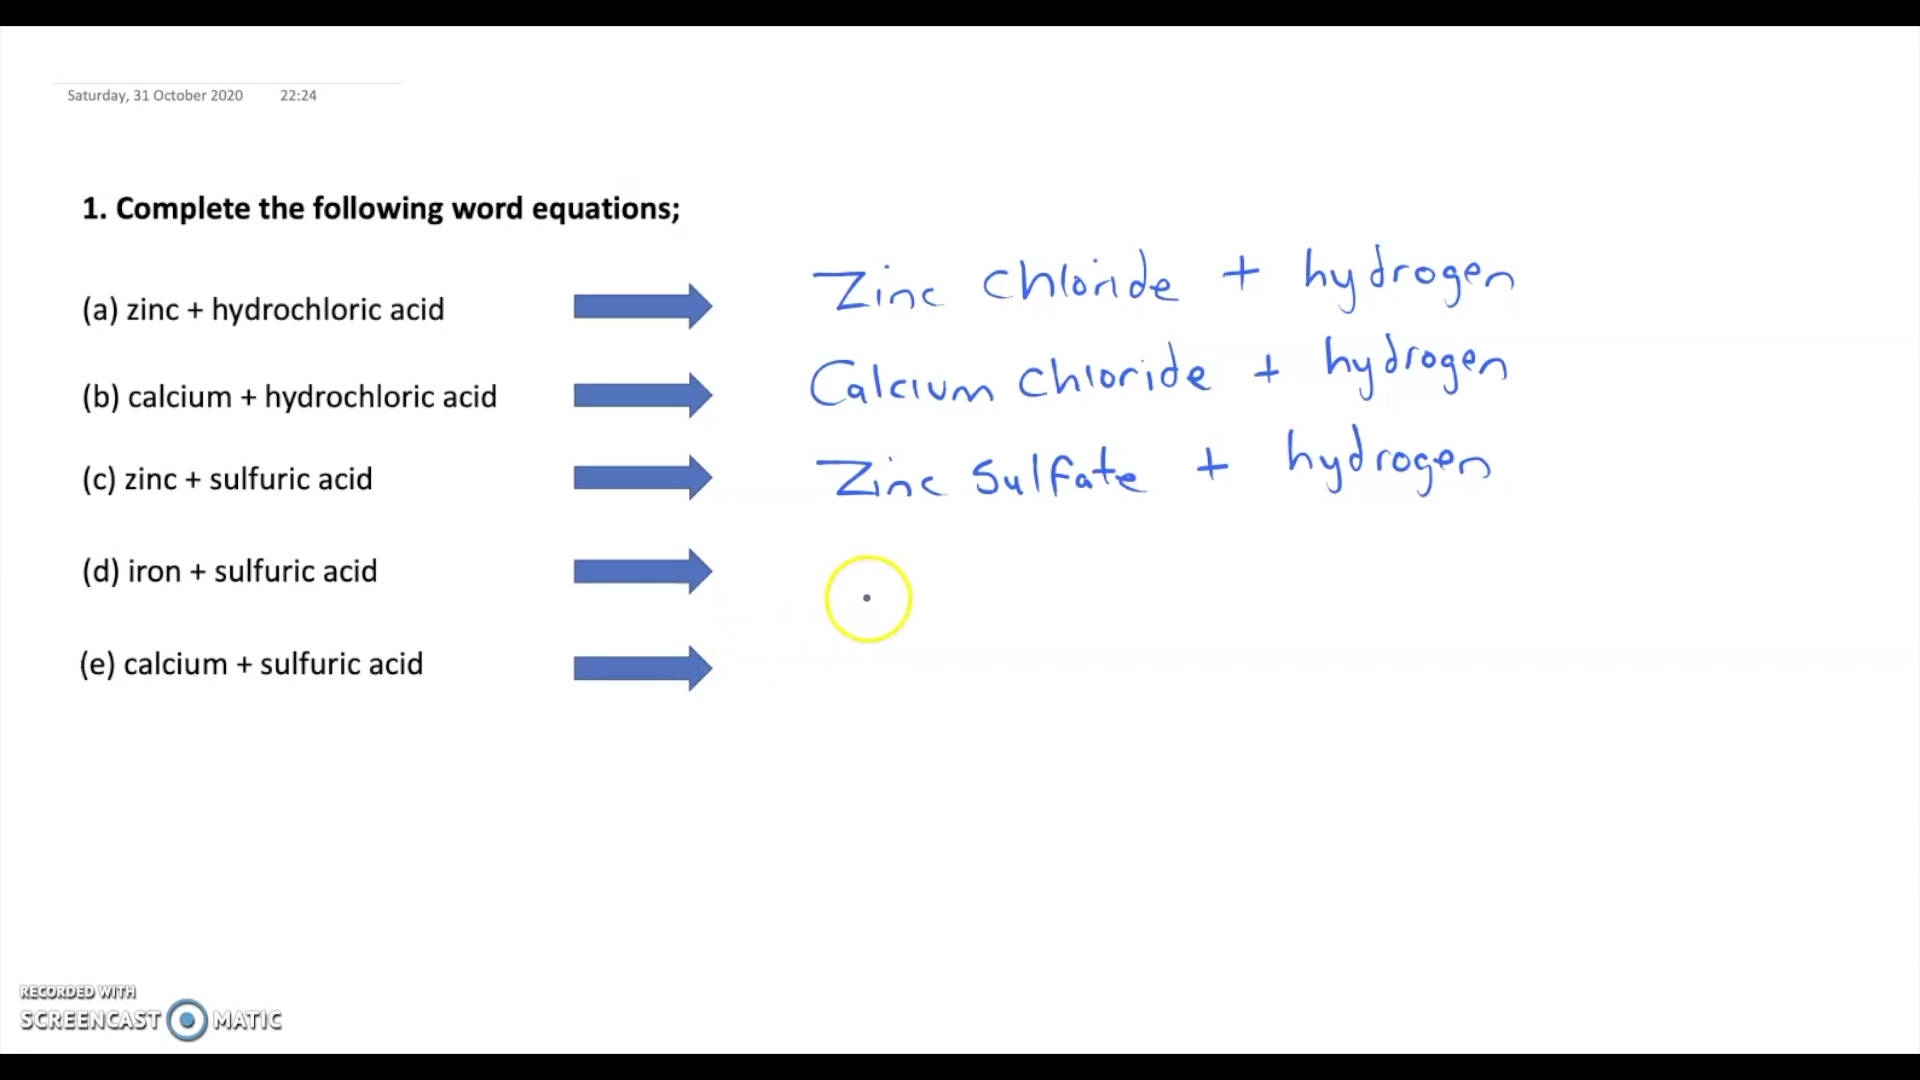 Saturday, 31 October 2020 22:24
1. Complete the following word equations;
(a) zinc + hydrochloric acid Zinc Chloride + hydrogen
(b) calcium + hydrochloric acid Calcium Chloride + hydrogen
(c) zinc + sulfuric acid Zinc Sulfate + hydrogen
(d) iron + sulfuric acid
(e) calcium + sulfuric acid
RECORDED WITH
SCREENCAST MATIC